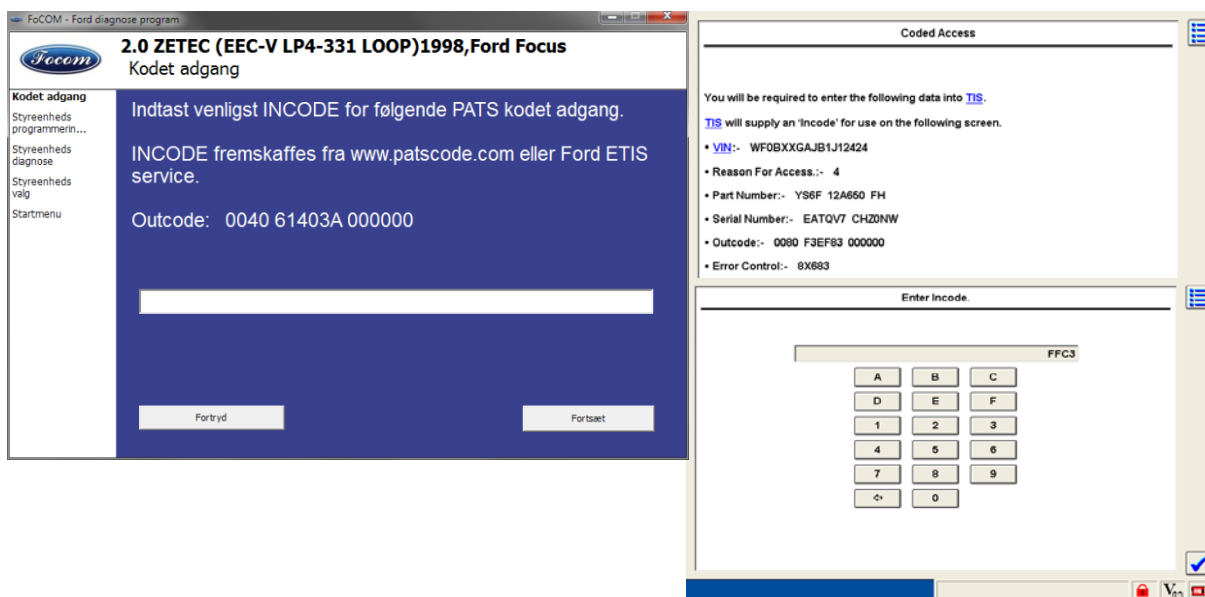 FoCOM - Ford diagnose program
Focom
2.0 ZETEC (EEC-V LP4-331 LOOP)1998,Ford Focus
Kodet adgang
Kodet adgang
Styreenheds
programmerin...
Styreenheds
diagnose
Styreenheds
valg
Startmenu
Indtast venligst INCODE for følgende PATS kodet adgang.
INCODE fremskaffes fra www.patscode.com eller Ford ETIS
service.
Outcode: 0040 61403A 000000
Fortryd
Fortsæt
Coded Access
You will be required to enter the following data into TIS.
TIS will supply an 'Incode' for use on the following screen.
• VIN:- WF0BXXGAJB1J12424
• Reason For Access.:- 4
• Part Number:- YS6F 12A650 FH
• Serial Number:- EATQV7 CHZ0NW
• Outcode:- 0080 F3EF83 000000
• Error Control:- 8X683
Enter Incode.
FFC3
A B C
D E F
1 2 3
4 5 6
7 8 9
0